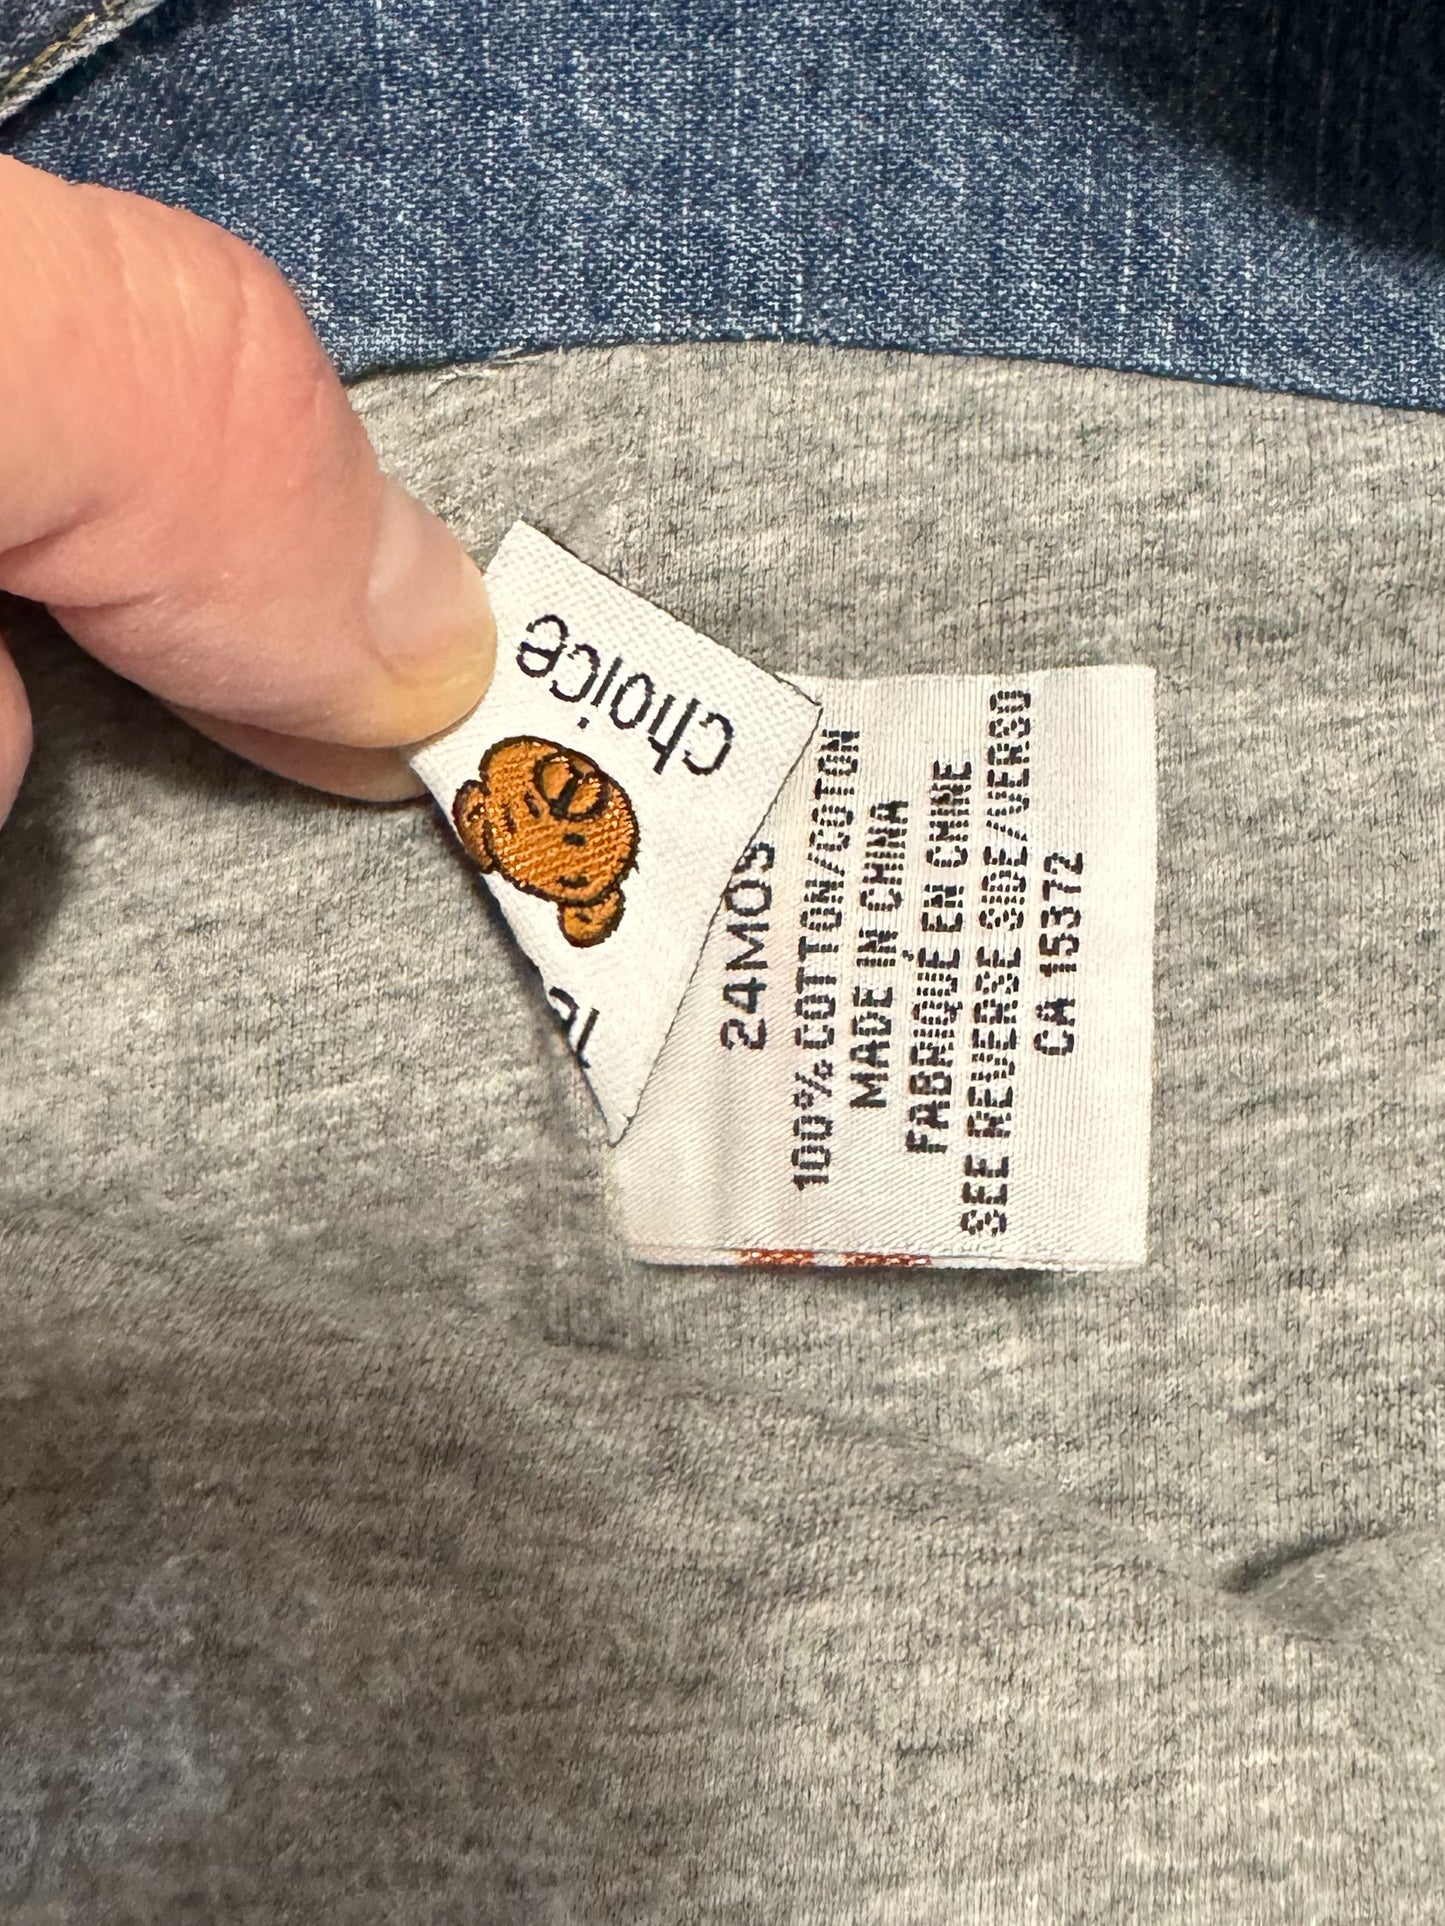 choice
24MOS
100% COTTON/COTON
MADE IN CHINA
FABRIQUÉ EN CHINE
SEE REVERSE SIDE/VERSO
CA 15372